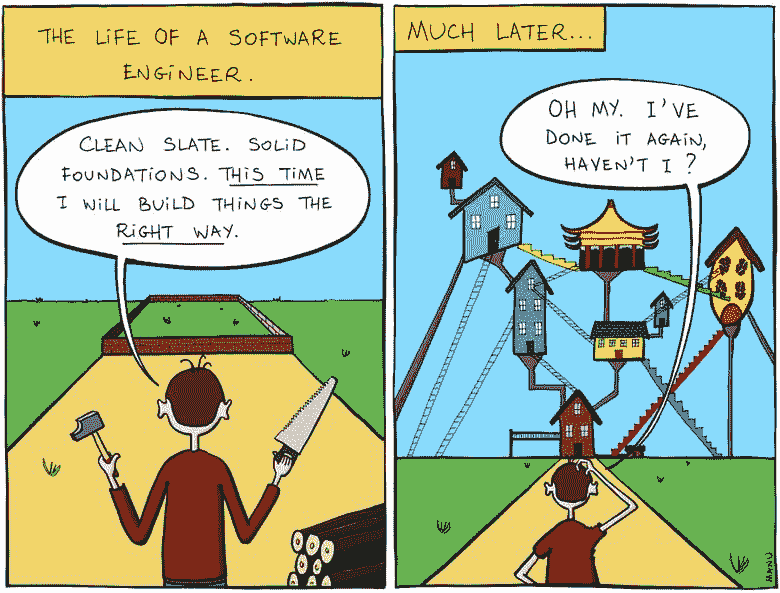 THE LIFE OF A SOFTWARE
ENGINEER.
CLEAN SLATE. SOLID
FOUNDATIONS. THIS TIME
I WILL BUILD THINGS THE
RIGHT WAY.
MUCH LATER...
OH MY. I'VE
DONE IT AGAIN,
HAVEN'T I ?
MANU